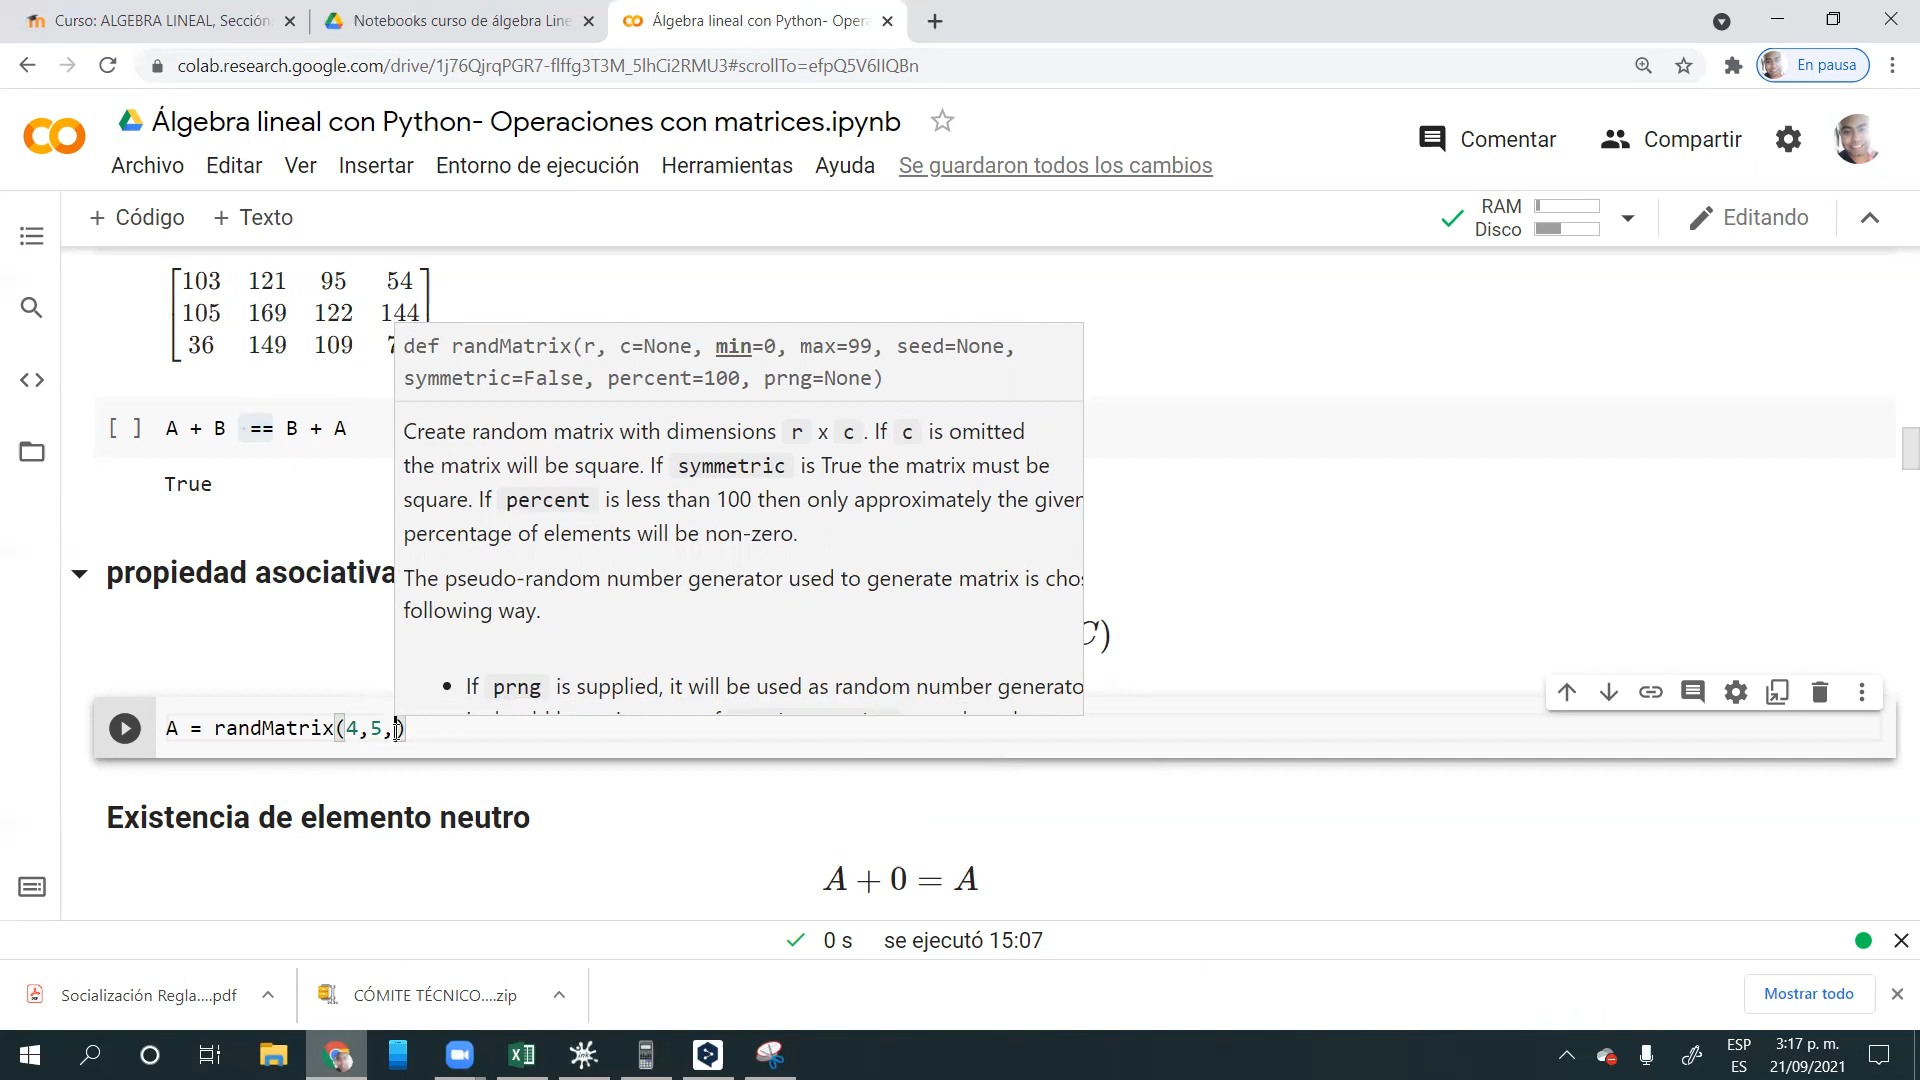 Curso: ALGEBRA LINEAL, Sección
Notebooks curso de álgebra Line
Álgebra lineal con Python- Opera
colab.research.google.com/drive/1j76QjrqPGR7-flffg3T3M_5lhCi2RMU3#scrollTo=efpQ5V6IIQBn
En pausa
Álgebra lineal con Python- Operaciones con matrices.ipynb
Comentar
Compartir
Archivo Editar Ver Insertar Entorno de ejecución Herramientas Ayuda Se guardaron todos los cambios
+ Código + Texto
RAM
Disco
Editando
103 121 95 54
105 169 122 144
36 149 109
def randMatrix(r, c=None, min=0, max=99, seed=None,
symmetric=False, percent=100, prng=None)
[ ] A + B == B + A
True
Create random matrix with dimensions r x c . If c is omitted
the matrix will be square. If symmetric is True the matrix must be
square. If percent is less than 100 then only approximately the giver
percentage of elements will be non-zero.
The pseudo-random number generator used to generate matrix is cho
following way.
• If prng is supplied, it will be used as random number generato
propiedad asociativa
C)
A = randMatrix(4,5,)
Existencia de elemento neutro
A + 0 = A
0 s se ejecutó 15:07
Socialización Regla....pdf
CÓMITE TÉCNICO....zip
Mostrar todo
ESP
ES
3:17 p. m.
21/09/2021